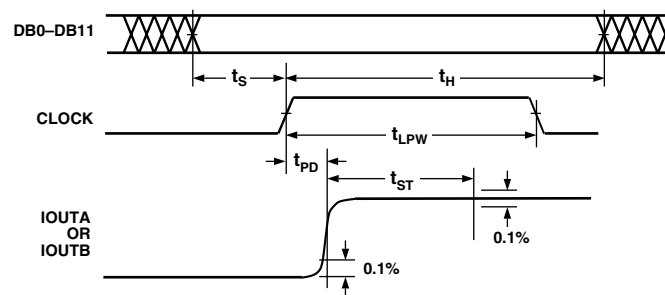 DB0–DB11
tS
tH
CLOCK
tLPW
tPD
tST
IOUTA
OR
IOUTB
0.1%
0.1%